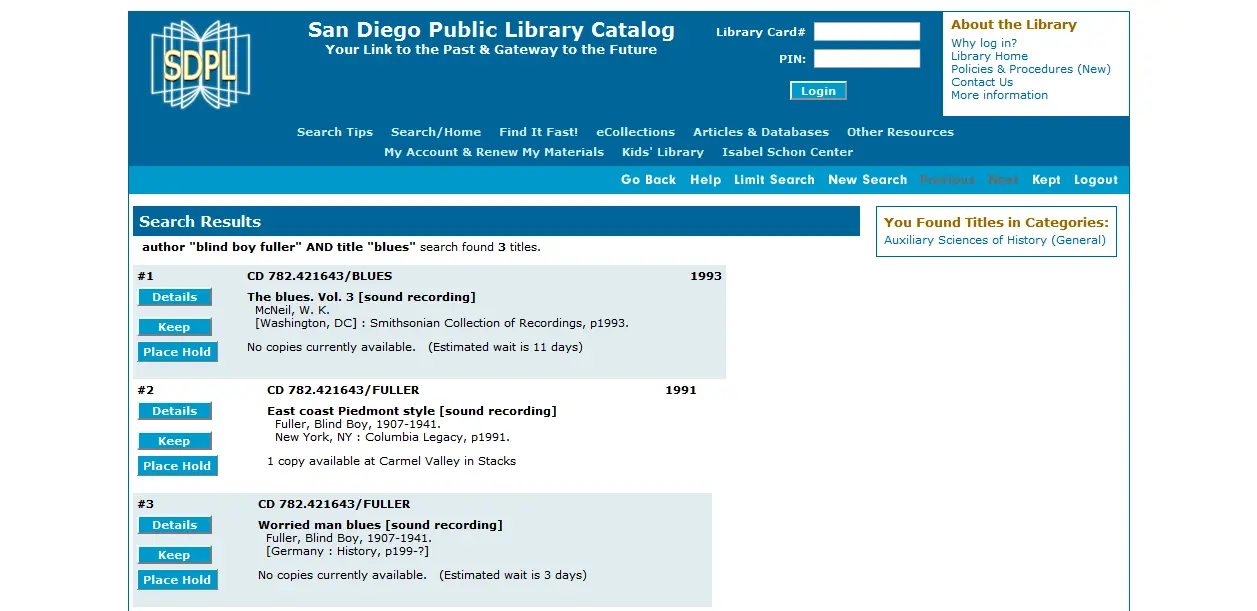 SDPL
San Diego Public Library Catalog
Your Link to the Past & Gateway to the Future
Library Card#
PIN:
Login
About the Library
Why log in?
Library Home
Policies & Procedures (New)
Contact Us
More information
Search Tips Search/Home Find It Fast! eCollections Articles & Databases Other Resources
My Account & Renew My Materials Kids' Library Isabel Schon Center
Go Back Help Limit Search New Search Previous Next Kept Logout
Search Results
author "blind boy fuller" AND title "blues" search found 3 titles.
You Found Titles in Categories:
Auxiliary Sciences of History (General)
#1 CD 782.421643/BLUES 1993
Details
The blues. Vol. 3 [sound recording]
McNeil, W. K.
[Washington, DC] : Smithsonian Collection of Recordings, p1993.
Keep
No copies currently available. (Estimated wait is 11 days)
Place Hold
#2 CD 782.421643/FULLER 1991
Details
East coast Piedmont style [sound recording]
Fuller, Blind Boy, 1907-1941.
New York, NY : Columbia Legacy, p1991.
Keep
1 copy available at Carmel Valley in Stacks
Place Hold
#3 CD 782.421643/FULLER
Details
Worried man blues [sound recording]
Fuller, Blind Boy, 1907-1941.
[Germany : History, p199-?]
Keep
No copies currently available. (Estimated wait is 3 days)
Place Hold